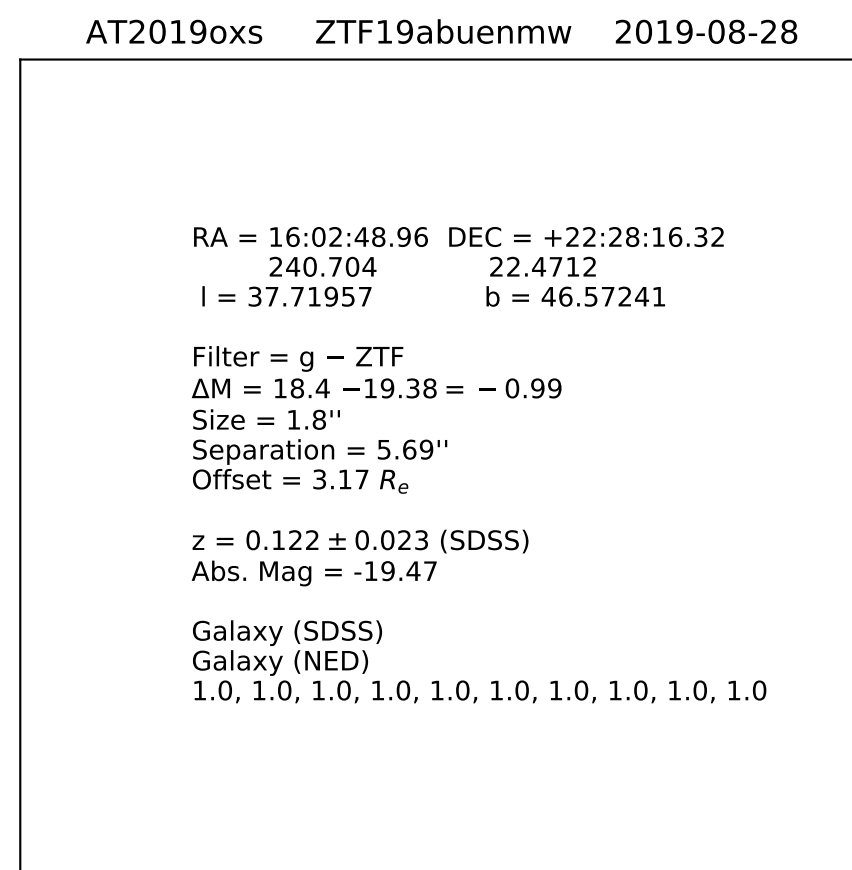 AT2019oxs ZTF19abuenmw 2019-08-28
RA = 16:02:48.96 DEC = +22:28:16.32
240.704 22.4712
l = 37.71957 b = 46.57241
Filter = g − ZTF
ΔM = 18.4 −19.38 = − 0.99
Size = 1.8''
Separation = 5.69''
Offset = 3.17 Rₑ
z = 0.122 ± 0.023 (SDSS)
Abs. Mag = -19.47
Galaxy (SDSS)
Galaxy (NED)
1.0, 1.0, 1.0, 1.0, 1.0, 1.0, 1.0, 1.0, 1.0, 1.0